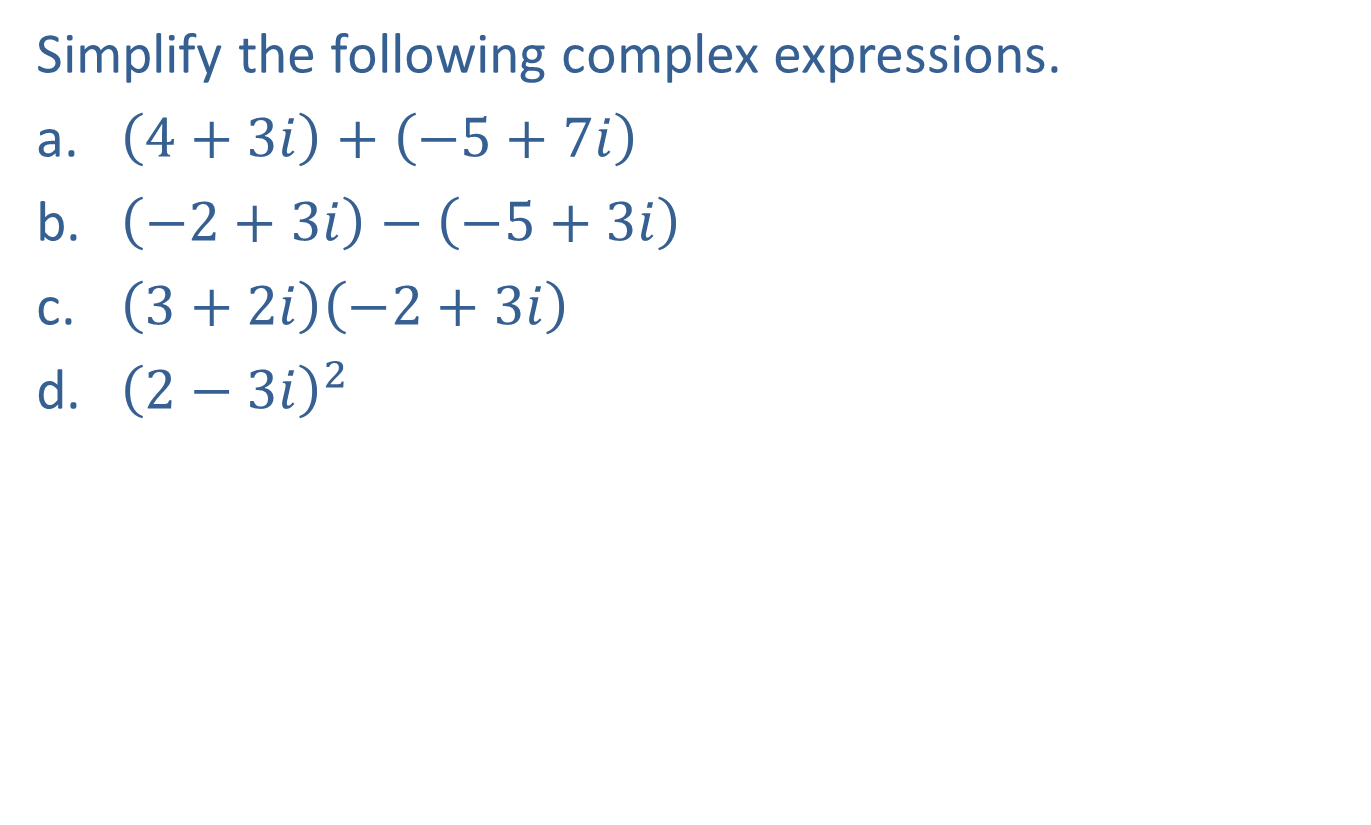 Simplify the following complex expressions.
a. (4 + 3i) + (−5 + 7i)
b. (−2 + 3i) − (−5 + 3i)
c. (3 + 2i)(−2 + 3i)
d. (2 − 3i)²